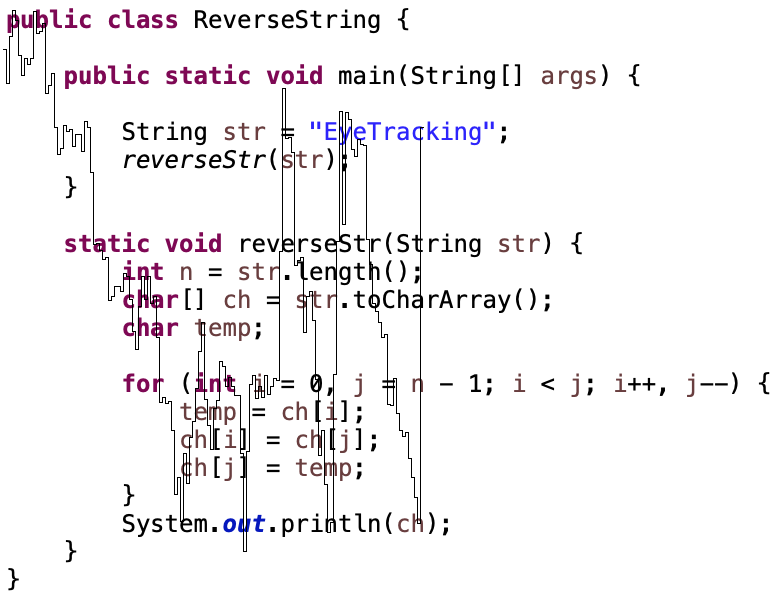 public class ReverseString {
public static void main(String[] args) {
String str = "EyeTracking";
reverseStr(str);
}
static void reverseStr(String str) {
int n = str.length();
char[] ch = str.toCharArray();
char temp;
for (int i = 0, j = n - 1; i < j; i++, j--) {
temp = ch[i];
ch[i] = ch[j];
ch[j] = temp;
}
System.out.println(ch);
}
}